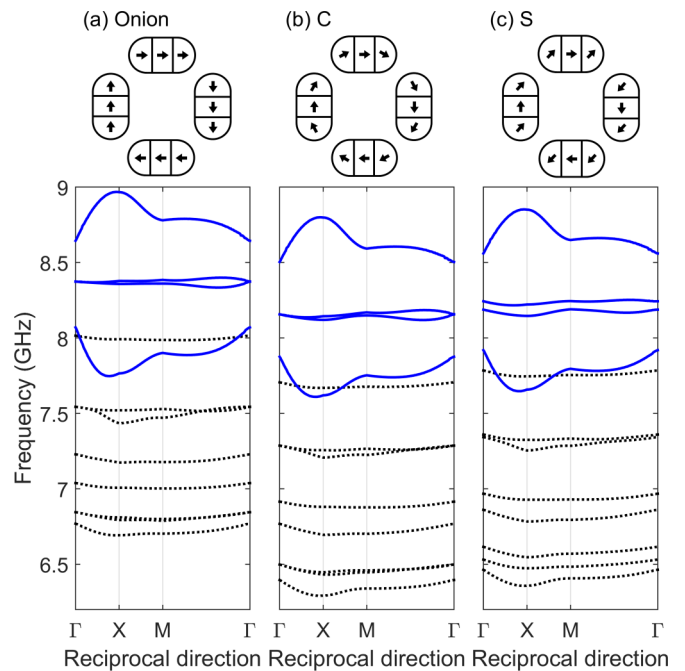 (a) Onion
(b) C
(c) S
Frequency (GHz)
9
8.5
8
7.5
7
6.5
Γ X M Γ
Γ X M Γ
Γ X M Γ
Reciprocal direction
Reciprocal direction
Reciprocal direction